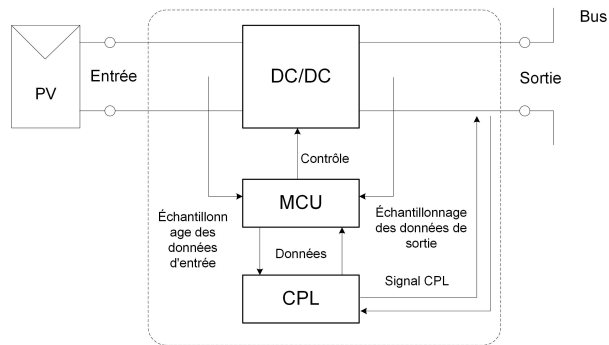 Bus
DC/DC
Entrée
Sortie
PV
Contrôle
MCU
Échantillonn
age des
données
d'entrée
Échantillonnage
des données de
sortie
Données
Signal CPL
CPL